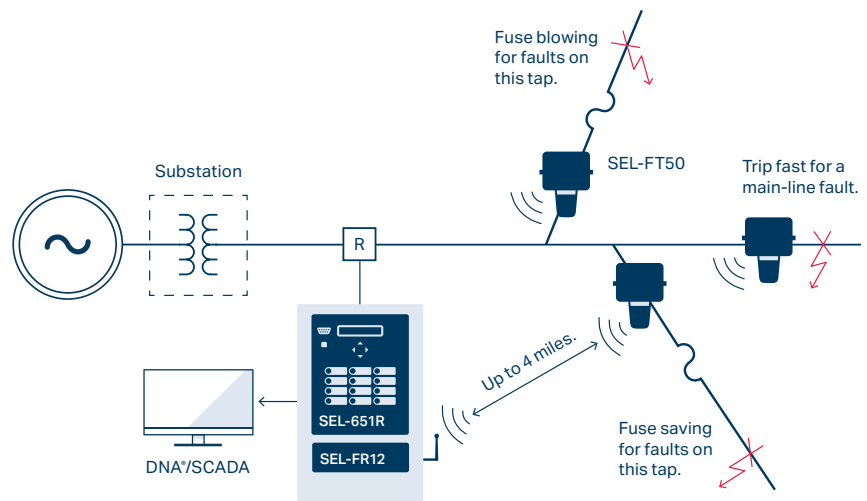 Fuse blowing
for faults on
this tap.
Substation
SEL-FT50
Trip fast for a
main-line fault.
R
Up to 4 miles.
SEL-651R
SEL-FR12
DNA®/SCADA
Fuse saving
for faults on
this tap.